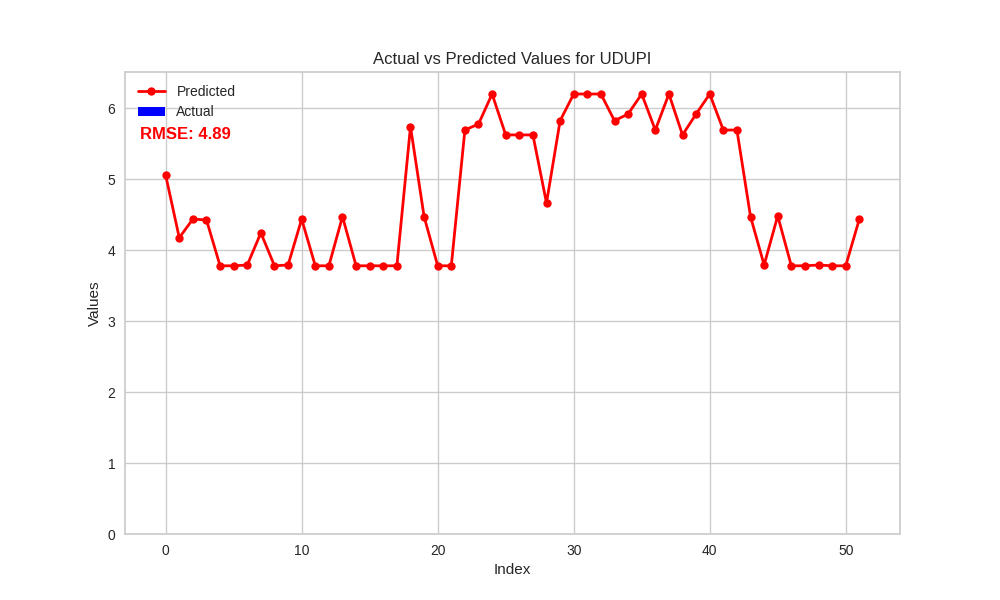 Actual vs Predicted Values for UDUPI
Predicted
Actual
RMSE: 4.89
6
5
4
3
2
1
0
Values
0 10 20 30 40 50
Index